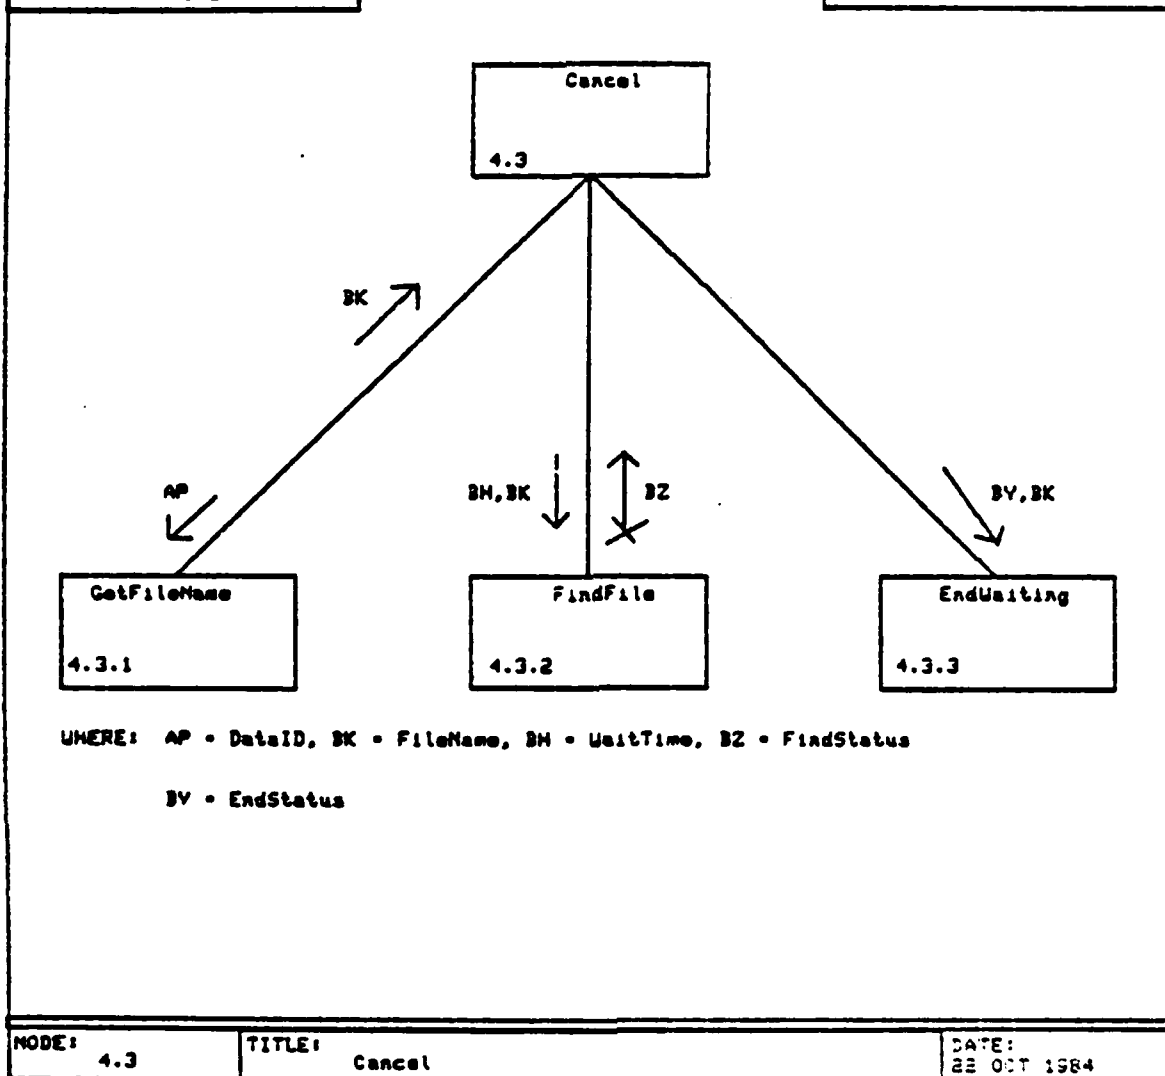 Cancel
4.3
BK
AP
BH,BK
BZ
BY,BK
GetFileName
FindFile
EndWaiting
4.3.1
4.3.2
4.3.3
WHERE: AP = DataID, BK = FileName, BH = WaitTime, BZ = FindStatus
BY = EndStatus
NODE: 4.3
TITLE: Cancel
DATE: 22 OCT 1984